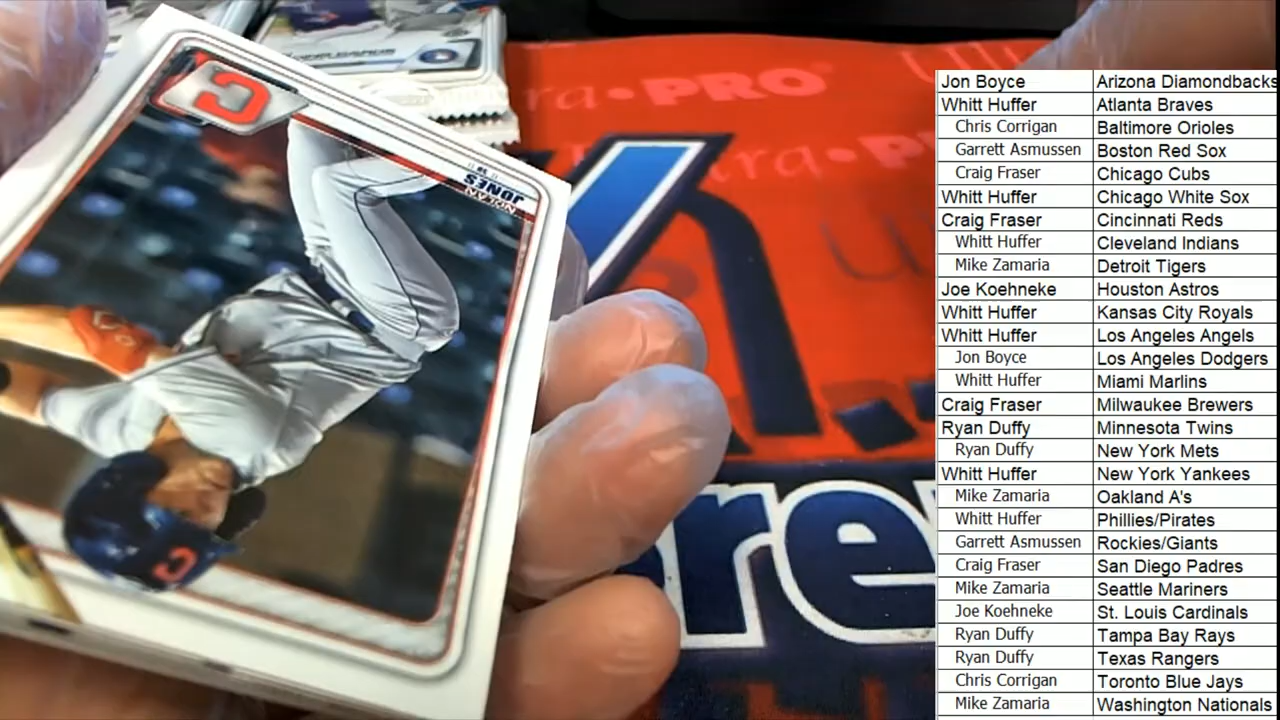 NOLAN
JONES
C
C
ra•PRO
Jon Boyce Arizona Diamondbacks
Whitt Huffer Atlanta Braves
Chris Corrigan Baltimore Orioles
Garrett Asmussen Boston Red Sox
Craig Fraser Chicago Cubs
Whitt Huffer Chicago White Sox
Craig Fraser Cincinnati Reds
Whitt Huffer Cleveland Indians
Mike Zamaria Detroit Tigers
Joe Koehneke Houston Astros
Whitt Huffer Kansas City Royals
Whitt Huffer Los Angeles Angels
Jon Boyce Los Angeles Dodgers
Whitt Huffer Miami Marlins
Craig Fraser Milwaukee Brewers
Ryan Duffy Minnesota Twins
Ryan Duffy New York Mets
Whitt Huffer New York Yankees
Mike Zamaria Oakland A's
Whitt Huffer Phillies/Pirates
Garrett Asmussen Rockies/Giants
Craig Fraser San Diego Padres
Mike Zamaria Seattle Mariners
Joe Koehneke St. Louis Cardinals
Ryan Duffy Tampa Bay Rays
Ryan Duffy Texas Rangers
Chris Corrigan Toronto Blue Jays
Mike Zamaria Washington Nationals